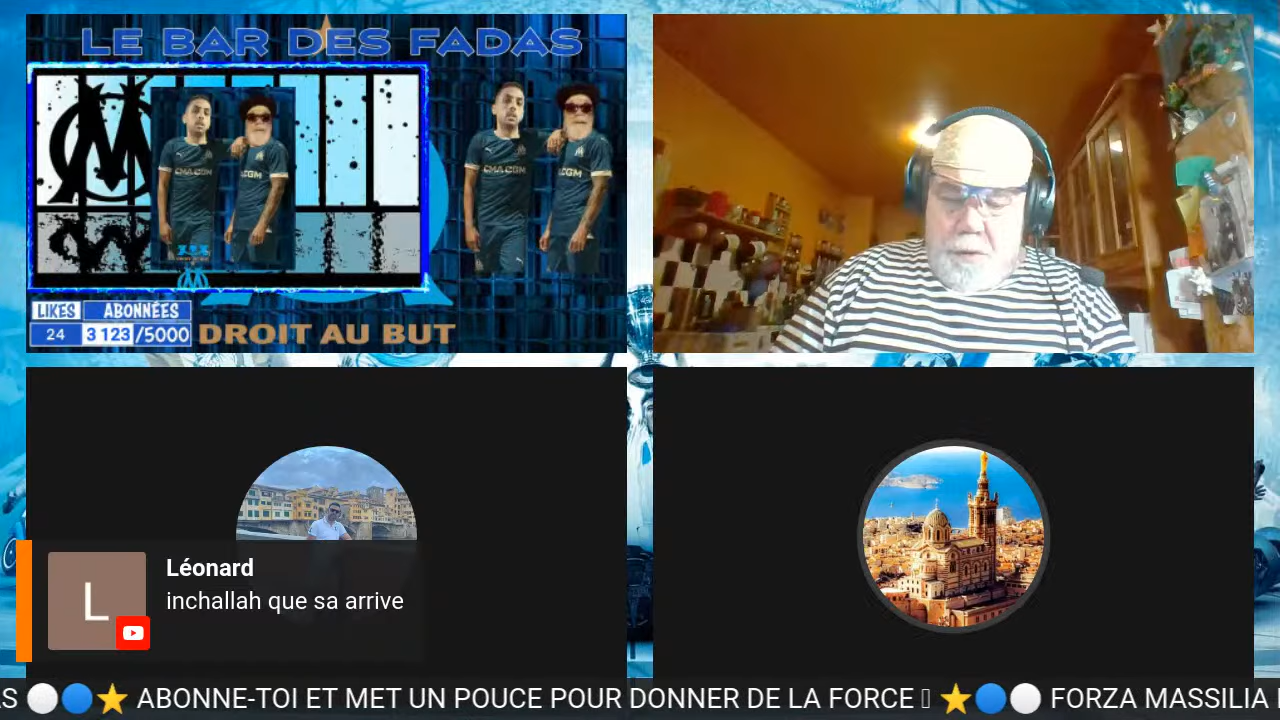 LE BAR DES FADAS
CMA CGM
CMA CGM
LIKES ABONNÉES
24 3 123 /5000
DROIT AU BUT
L
Léonard
inchallah que sa arrive
ABONNE-TOI ET MET UN POUCE POUR DONNER DE LA FORCE ⭐🔵⚪ FORZA MASSILIA